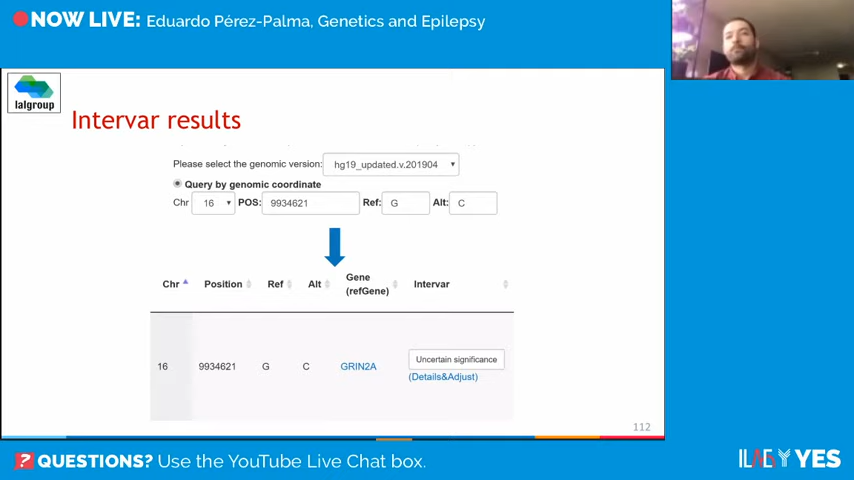 NOW LIVE: Eduardo Pérez-Palma, Genetics and Epilepsy
lalgroup
Intervar results
Please select the genomic version: hg19_updated.v.201904
Query by genomic coordinate
Chr 16 POS: 9934621 Ref: G Alt: C
Chr Position Ref Alt Gene (refGene) Intervar
16 9934621 G C GRIN2A Uncertain significance
(Details&Adjust)
112
? QUESTIONS? Use the YouTube Live Chat box.
ILAE YES